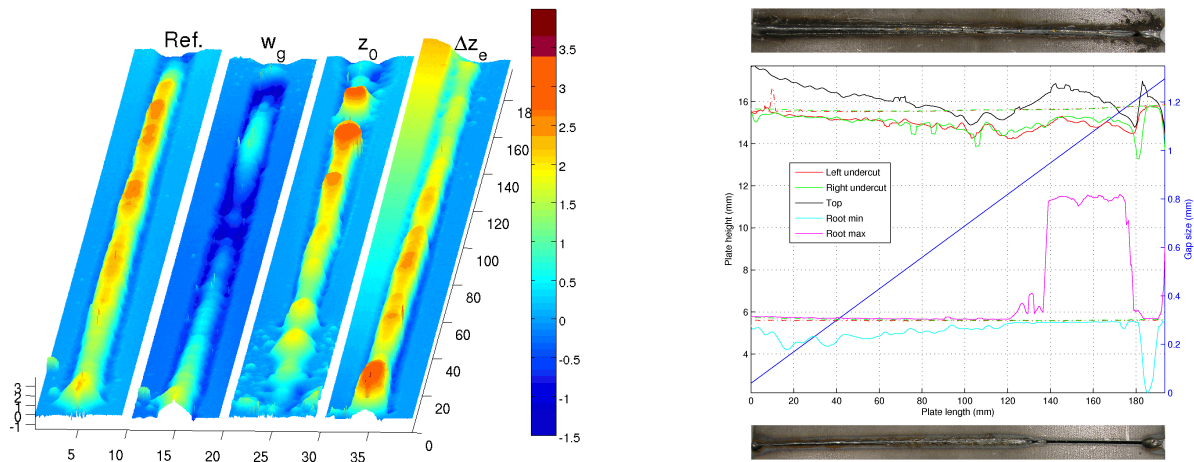 Ref.
w_g
z_0
Δz_e
3.5
3
2.5
2
1.5
1
0.5
0
-0.5
-1
-1.5
18
160
140
120
100
80
60
40
20
0
3
2
1
0
-1
5 10 15 20 25 30 35
16
14
12
10
8
6
4
Plate height (mm)
Left undercut
Right undercut
Top
Root min
Root max
1.2
1
0.8
0.6
0.4
0.2
0
Gap size (mm)
0 20 40 60 80 100 120 140 160 180
Plate length (mm)